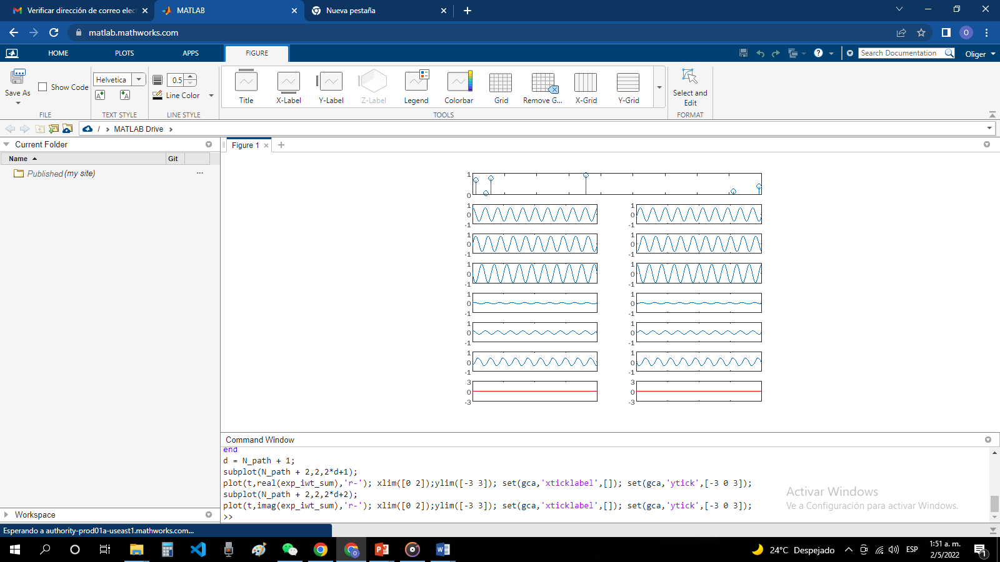 Verificar dirección de correo elec
MATLAB
Nueva pestaña
matlab.mathworks.com
O
HOME
PLOTS
APPS
FIGURE
Search Documentation
Oliger
Save As
Show Code
Helvetica
0.5
Line Color
A
A
Title
X-Label
Y-Label
Z-Label
Legend
Colorbar
Grid
Remove G...
X-Grid
Y-Grid
Select and
Edit
FILE
TEXT STYLE
LINE STYLE
TOOLS
FORMAT
/ > MATLAB Drive >
Current Folder
Name
Git
Published (my site)
...
Figure 1
1
0
1
0
-1
1
0
-1
1
0
-1
1
0
-1
1
0
-1
1
0
-1
1
0
-1
1
0
-1
1
0
-1
1
0
-1
1
0
-1
1
0
-1
3
0
-3
3
0
-3
Command Window
end
d = N_path + 1;
subplot(N_path + 2,2,2*d+1);
plot(t,real(exp_iwt_sum),'r-'); xlim([0 2]);ylim([-3 3]); set(gca,'xticklabel',[]); set(gca,'ytick',[-3 0 3]);
subplot(N_path + 2,2,2*d+2);
plot(t,imag(exp_iwt_sum),'r-'); xlim([0 2]);ylim([-3 3]); set(gca,'xticklabel',[]); set(gca,'ytick',[-3 0 3]);
>>
Activar Windows
Ve a Configuración para activar Windows.
Workspace
Esperando a authority-prod01a-useast1.mathworks.com...
24°C Despejado
ESP
1:51 a. m.
2/5/2022
1